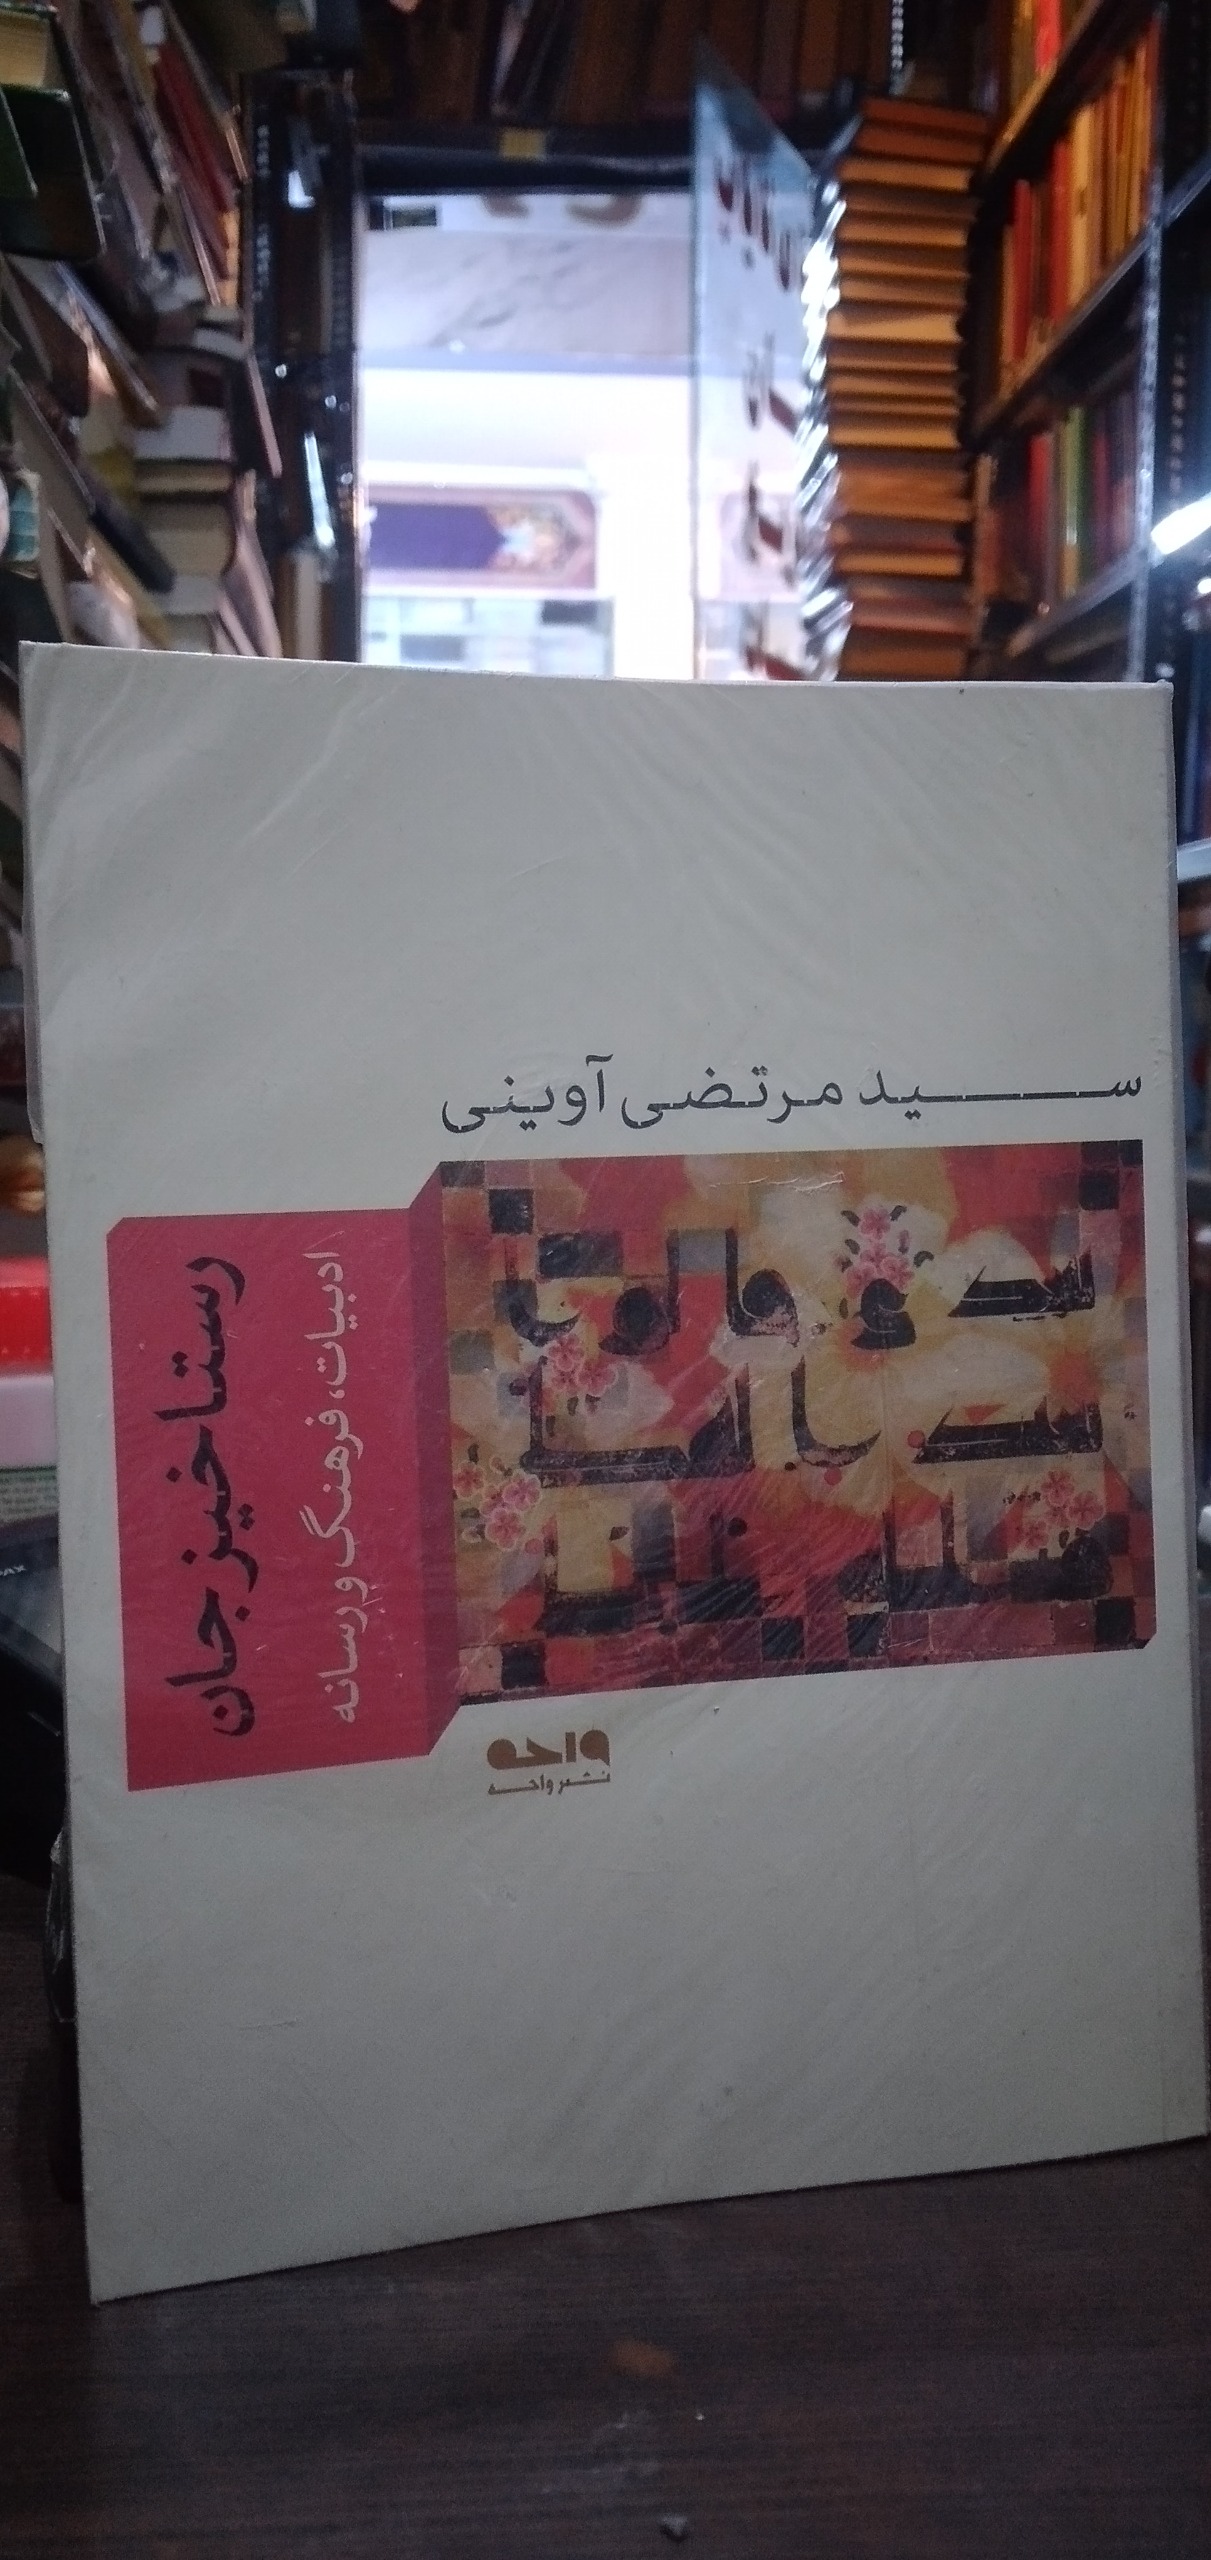 سید مرتضی آوینی
رستاخیز جان
ادبیات، فرهنگ و رسانه
واحه
نشر واحه